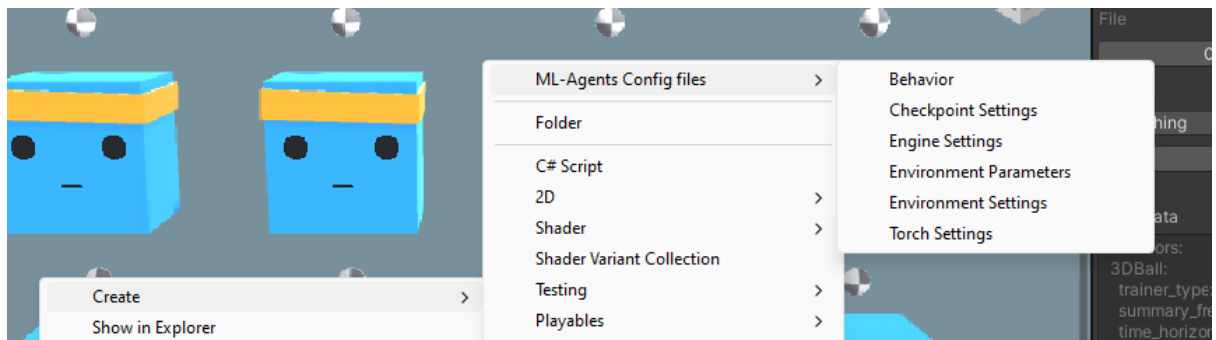 File
ML-Agents Config files
Folder
C# Script
2D
Shader
Shader Variant Collection
Testing
Playables
Behavior
Checkpoint Settings
Engine Settings
Environment Parameters
Environment Settings
Torch Settings
Create
Show in Explorer
3DBall: